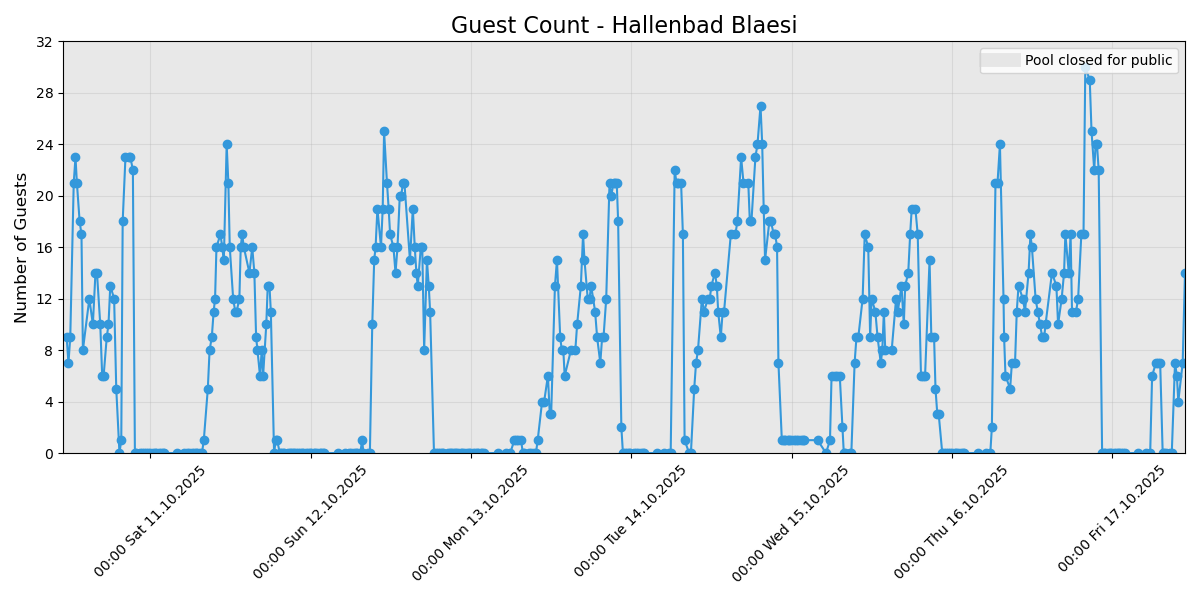 Guest Count - Hallenbad Blaesi
Pool closed for public
Number of Guests
32
28
24
20
16
12
8
4
0
00:00 Sat 11.10.2025
00:00 Sun 12.10.2025
00:00 Mon 13.10.2025
00:00 Tue 14.10.2025
00:00 Wed 15.10.2025
00:00 Thu 16.10.2025
00:00 Fri 17.10.2025